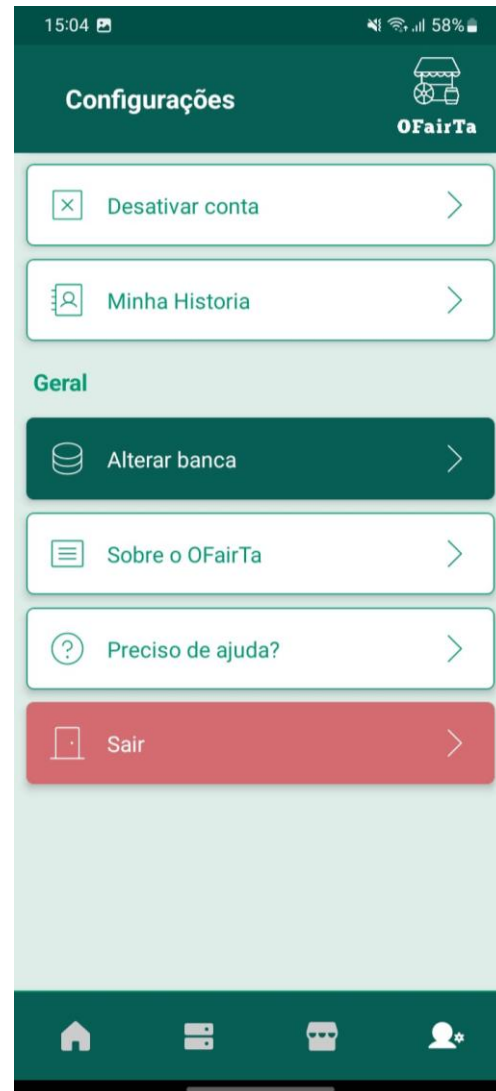 15:04 58%
Configurações
OFairTa
Desativar conta
Minha Historia
Geral
Alterar banca
Sobre o OFairTa
Preciso de ajuda?
Sair